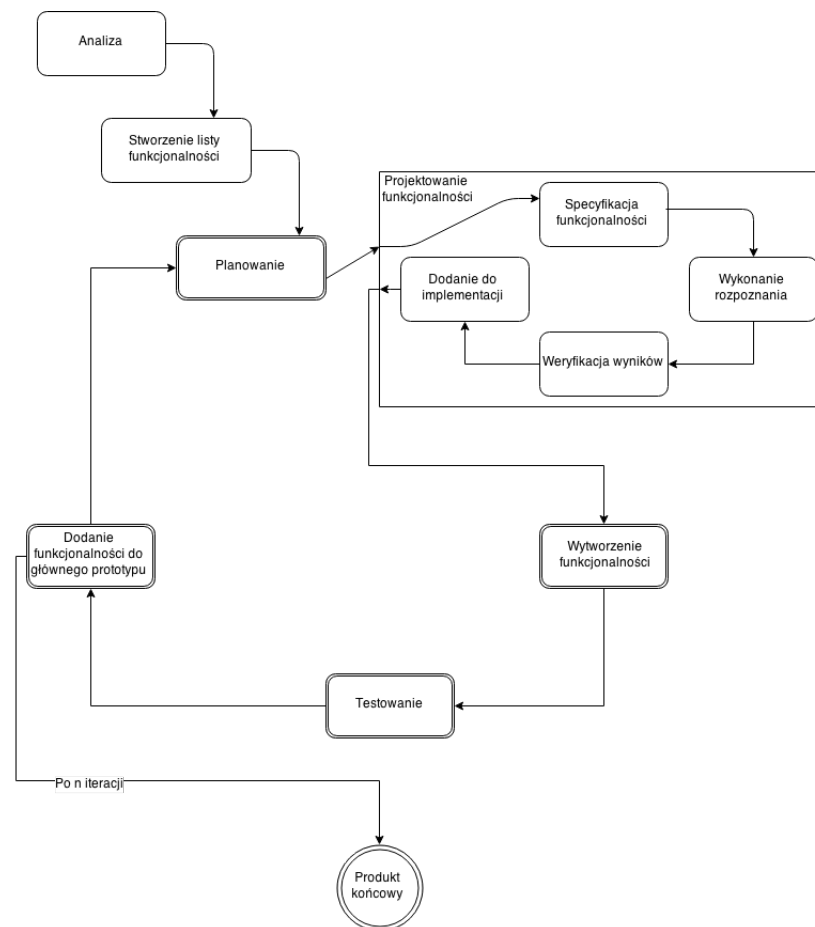 Analiza
Stworzenie listy
funkcjonalności
Projektowanie
funkcjonalności
Specyfikacja
funkcjonalności
Planowanie
Dodanie do
implementacji
Wykonanie
rozpoznania
Weryfikacja wyników
Dodanie
funkcjonalności do
głównego prototypu
Wytworzenie
funkcjonalności
Testowanie
Po n iteracji
Produkt
końcowy